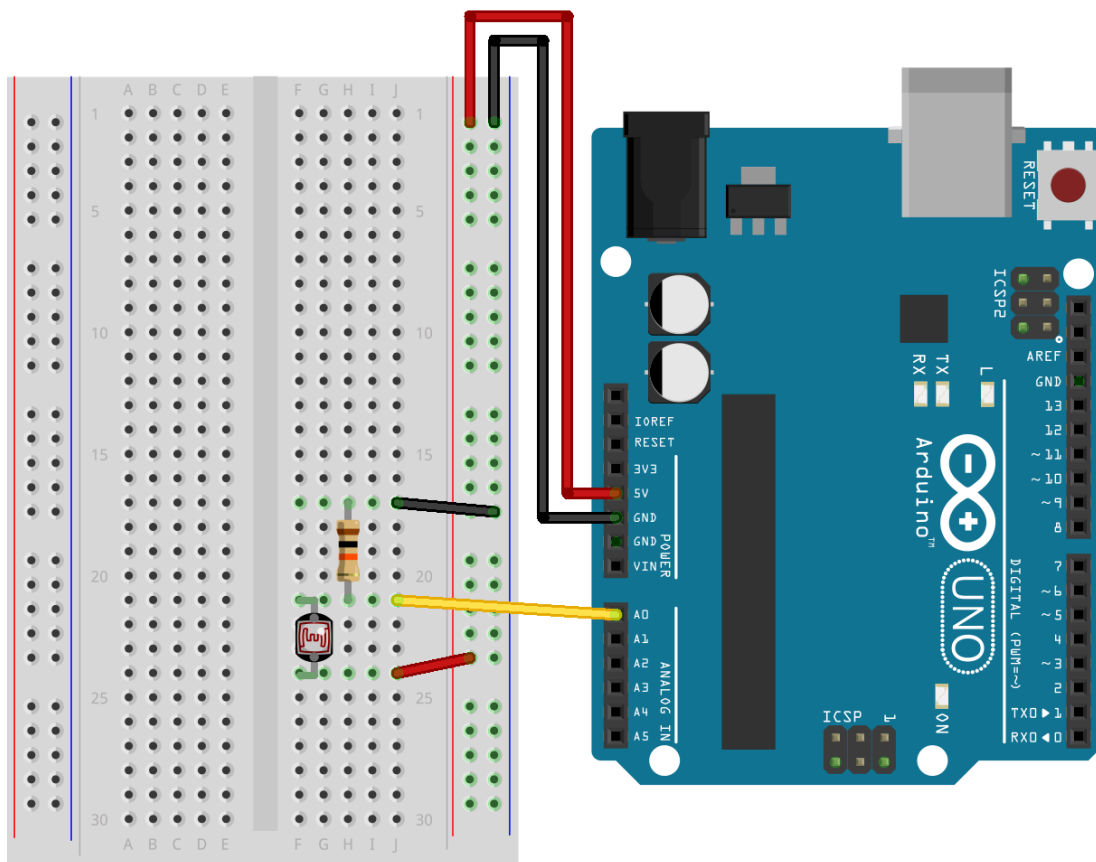 A B C D E F G H I J
1 1
5 5
10 10
15 15
20 20
25 25
30 30
A B C D E F G H I J
RESET
ICSP2
IOREF
RESET
3V3
5V
GND
GND
VIN
POWER
A0
A1
A2
A3
A4
A5
ANALOG IN
RX
TX
L
Arduino™
UNO
AREF
GND
13
12
~11
~10
~9
8
7
~6
~5
4
~3
2
TX0▶1
RX0◀0
DIGITAL (PWM=~)
ON
ICSP
1